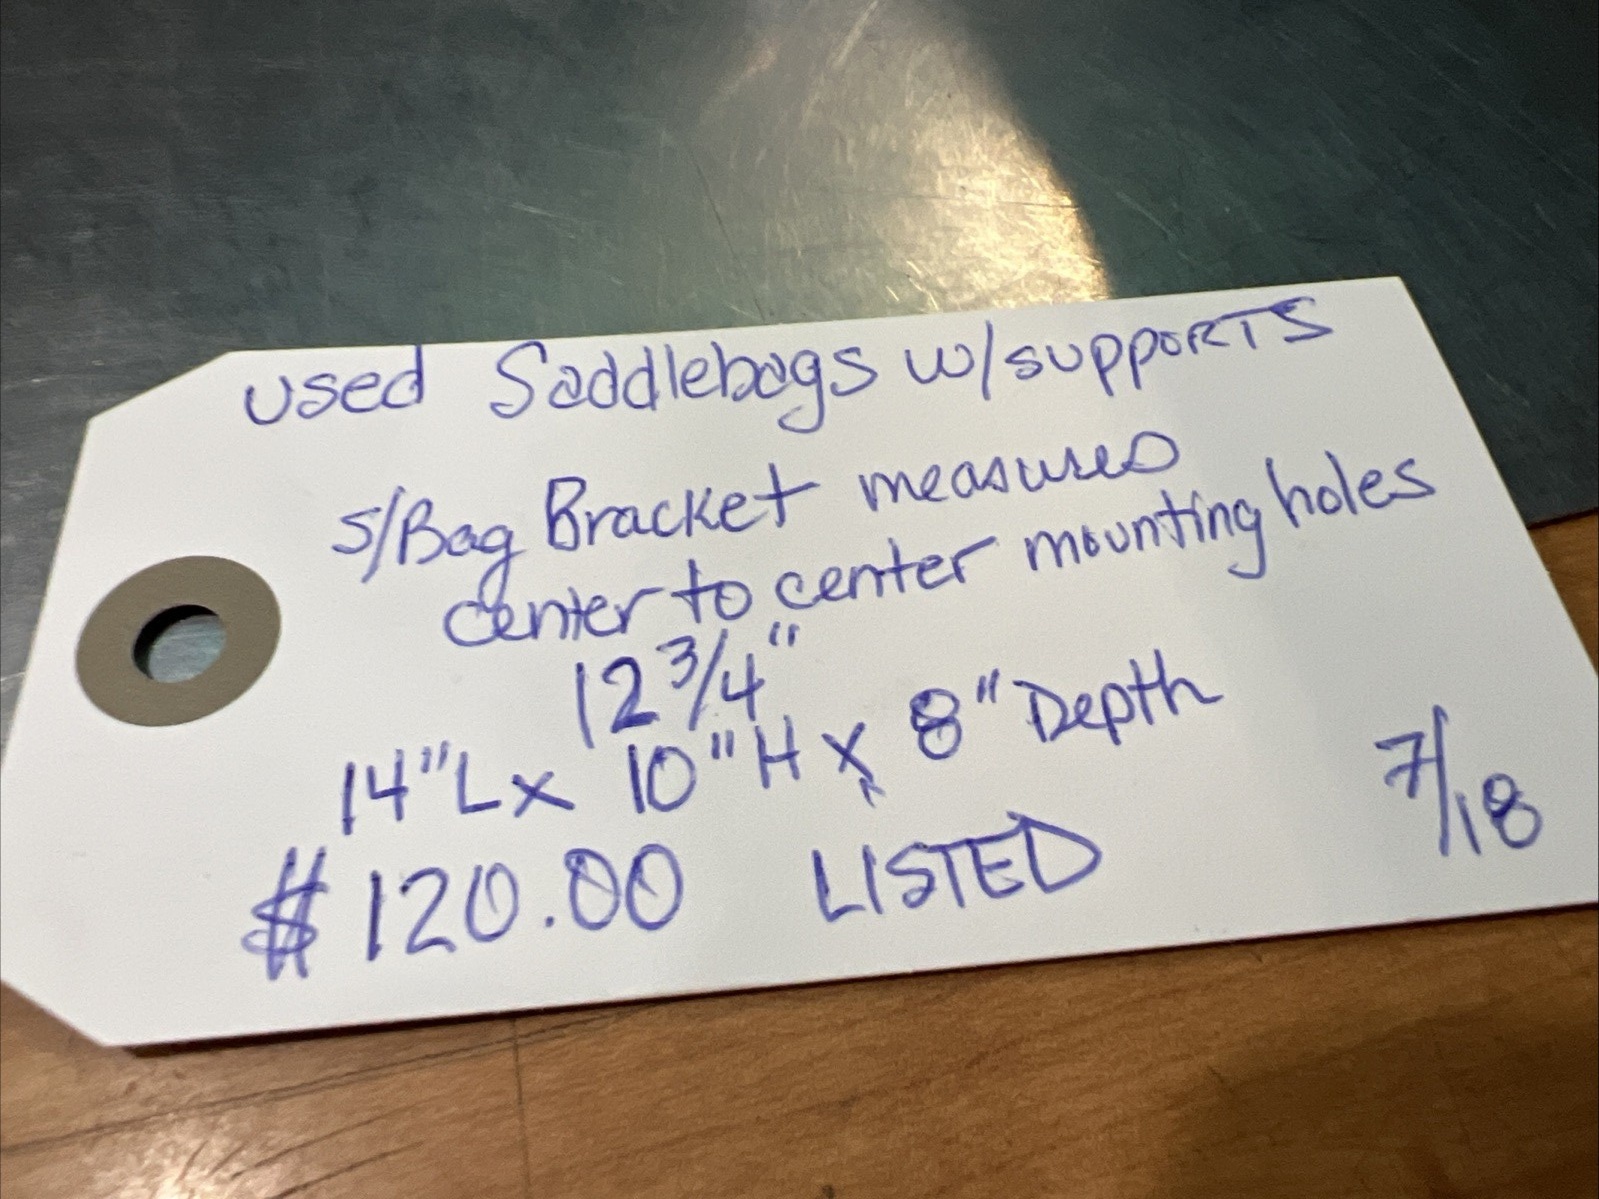 used Saddlebags w/supports
S/Bag Bracket measures
center to center mounting holes
12 3/4"
14" L x 10" H x 8" Depth
$120.00 LISTED 7/18